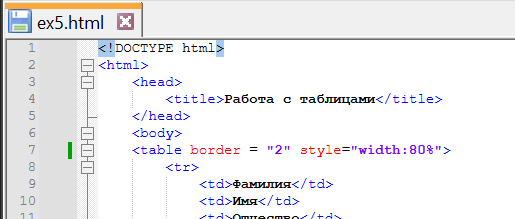 ex5.html
1 <!DOCTYPE html>
2 <html>
3 <head>
4 <title>Работа с таблицами</title>
5 </head>
6 <body>
7 <table border = "2" style="width:80%">
8 <tr>
9 <td>Фамилия</td>
10 <td>Имя</td>
11 <td>Отчество</td>